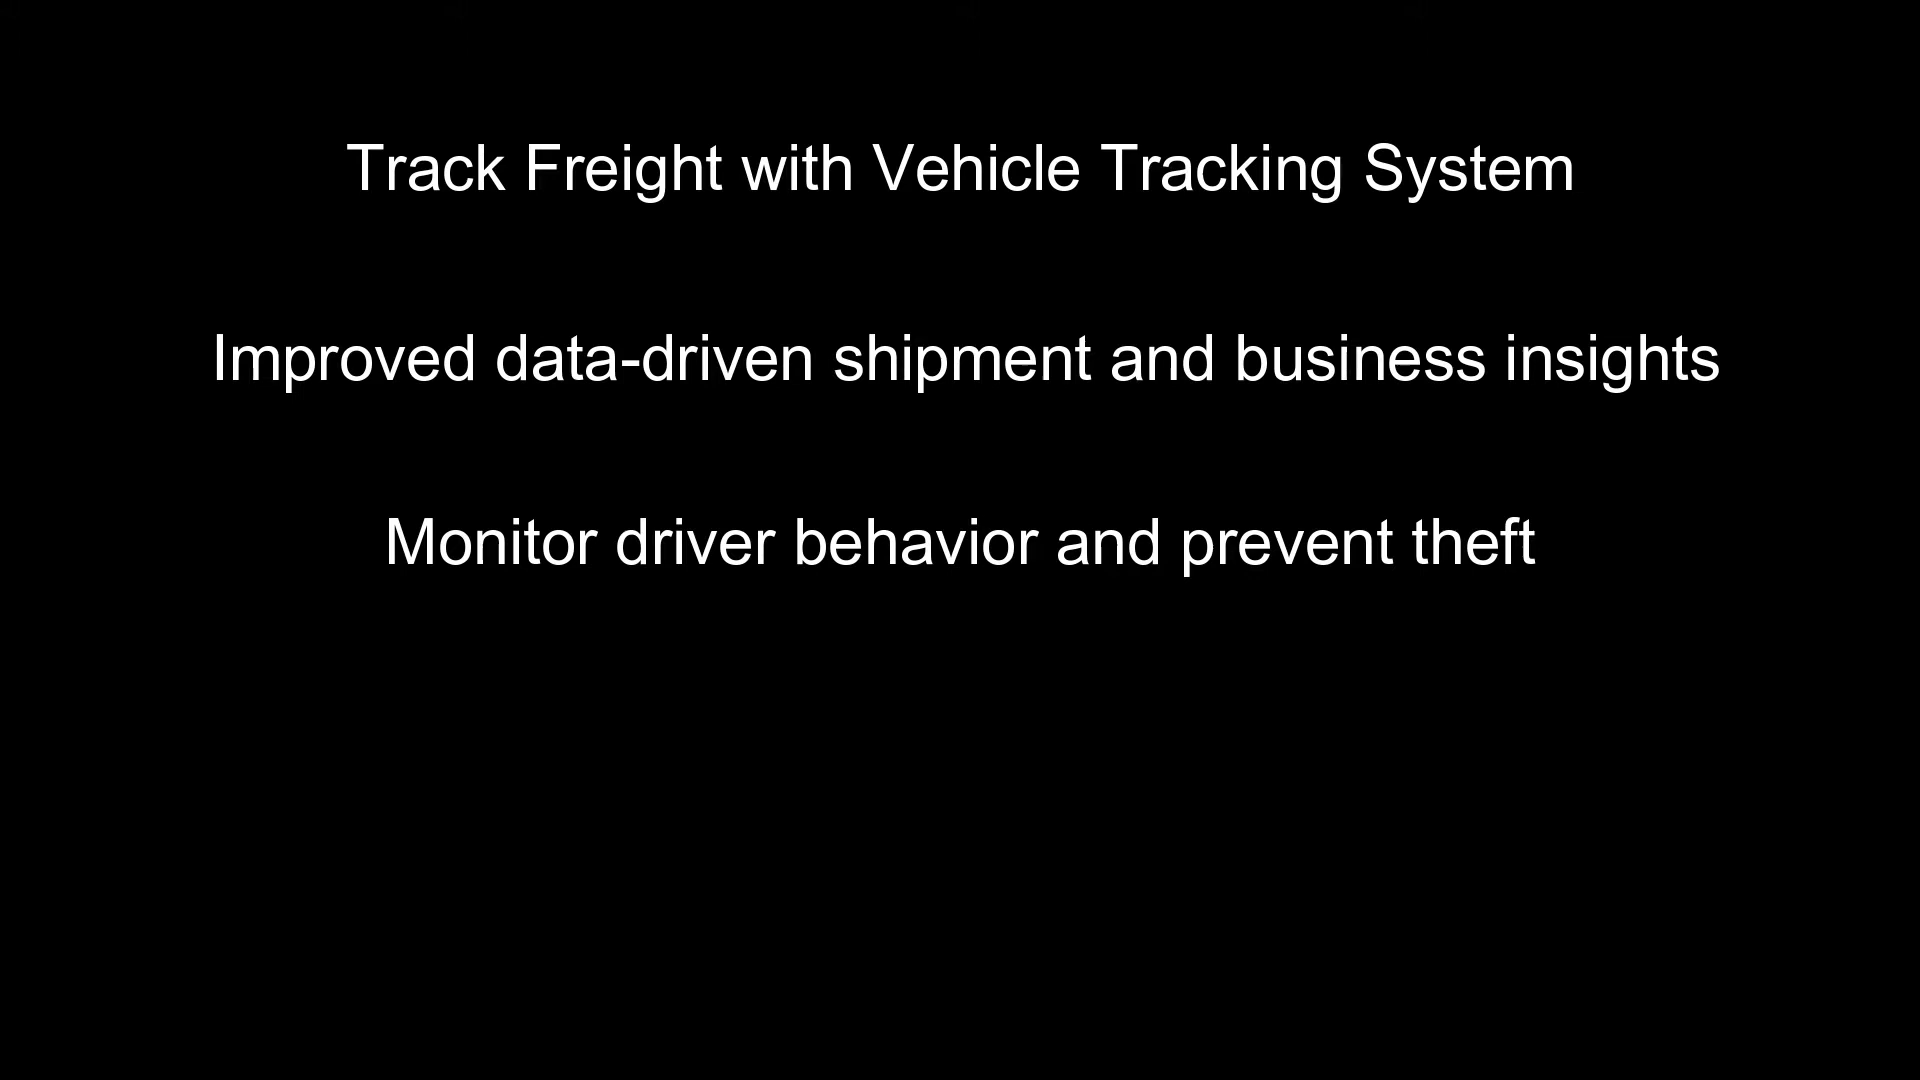 Track Freight with Vehicle Tracking System
Improved data-driven shipment and business insights
Monitor driver behavior and prevent theft